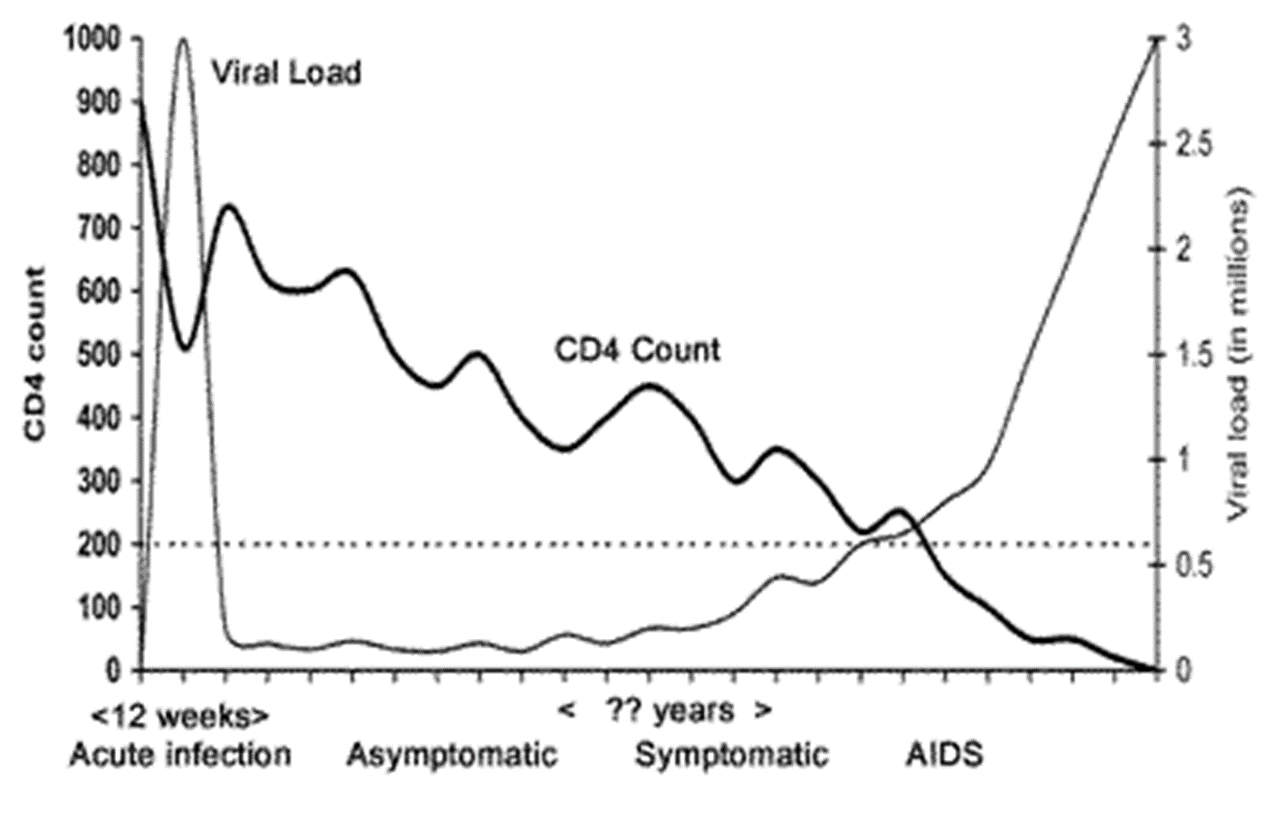 1000
900
800
700
600
500
400
300
200
100
0
CD4 count
Viral Load
CD4 Count
3
2.5
2
1.5
1
0.5
0
Viral load (in millions)
<12 weeks>
< ?? years >
Acute infection Asymptomatic Symptomatic AIDS